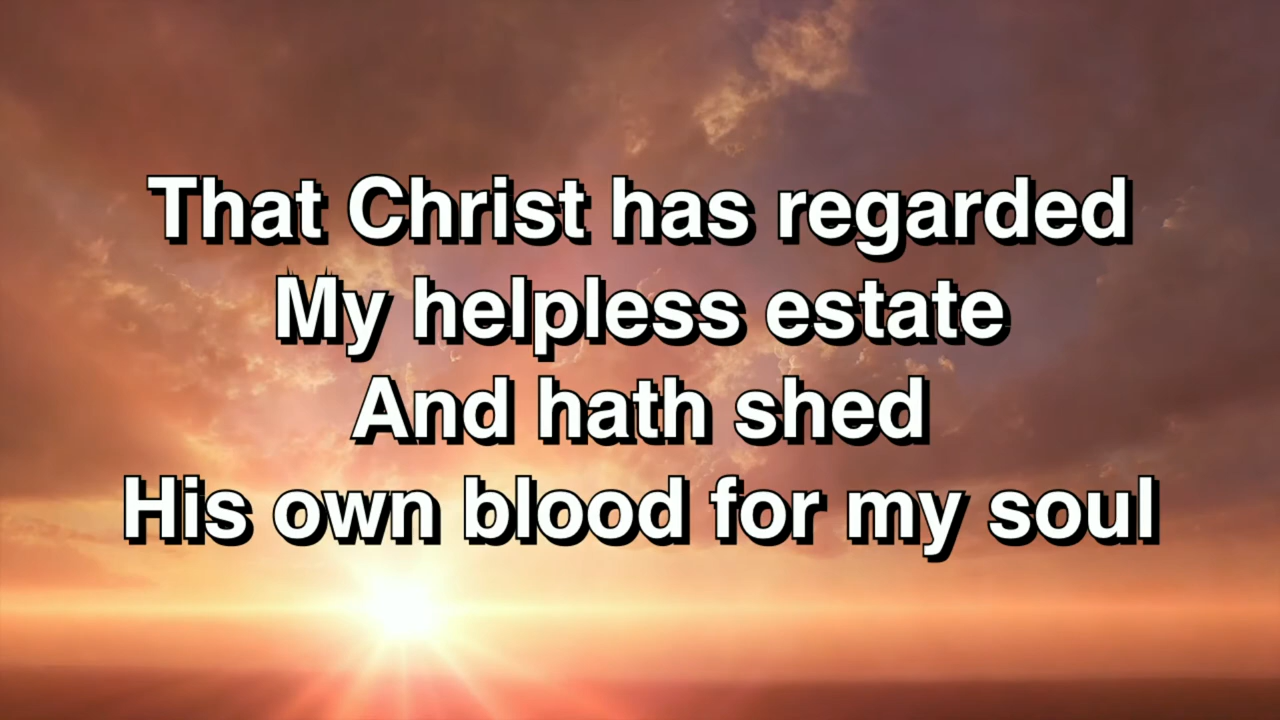 That Christ has regarded
My helpless estate
And hath shed
His own blood for my soul